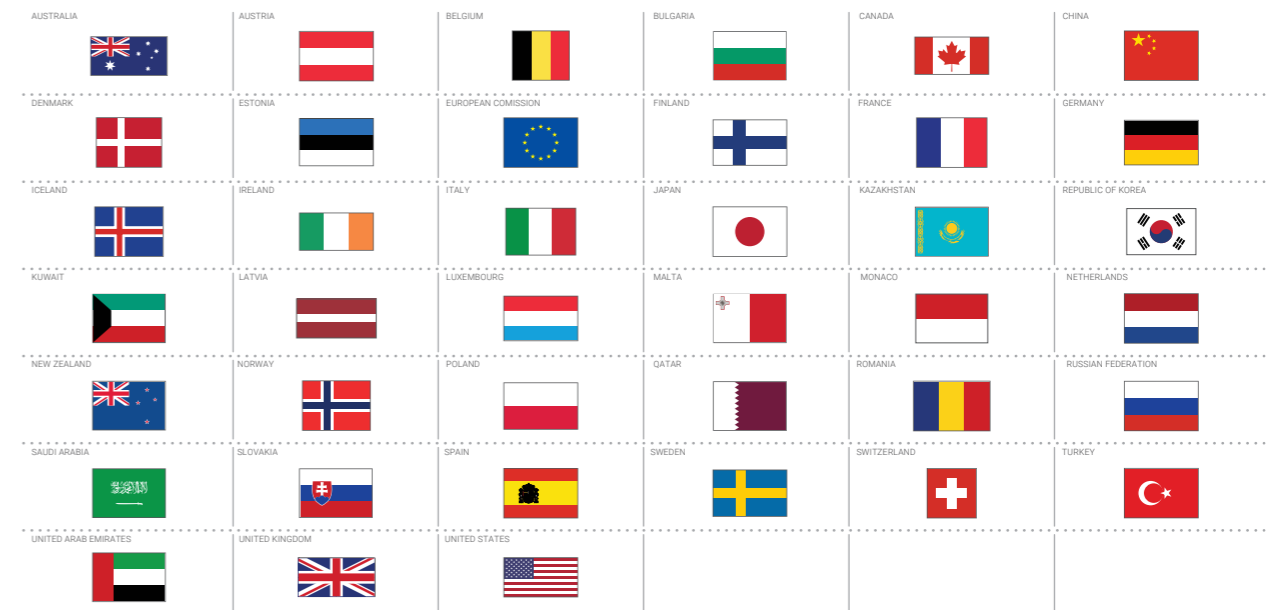 AUSTRALIA
AUSTRIA
BELGIUM
BULGARIA
CANADA
CHINA
DENMARK
ESTONIA
EUROPEAN COMISSION
FINLAND
FRANCE
GERMANY
ICELAND
IRELAND
ITALY
JAPAN
KAZAKHSTAN
REPUBLIC OF KOREA
KUWAIT
LATVIA
LUXEMBOURG
MALTA
MONACO
NETHERLANDS
NEW ZEALAND
NORWAY
POLAND
QATAR
ROMANIA
RUSSIAN FEDERATION
SAUDI ARABIA
SLOVAKIA
SPAIN
SWEDEN
SWITZERLAND
TURKEY
UNITED ARAB EMIRATES
UNITED KINGDOM
UNITED STATES